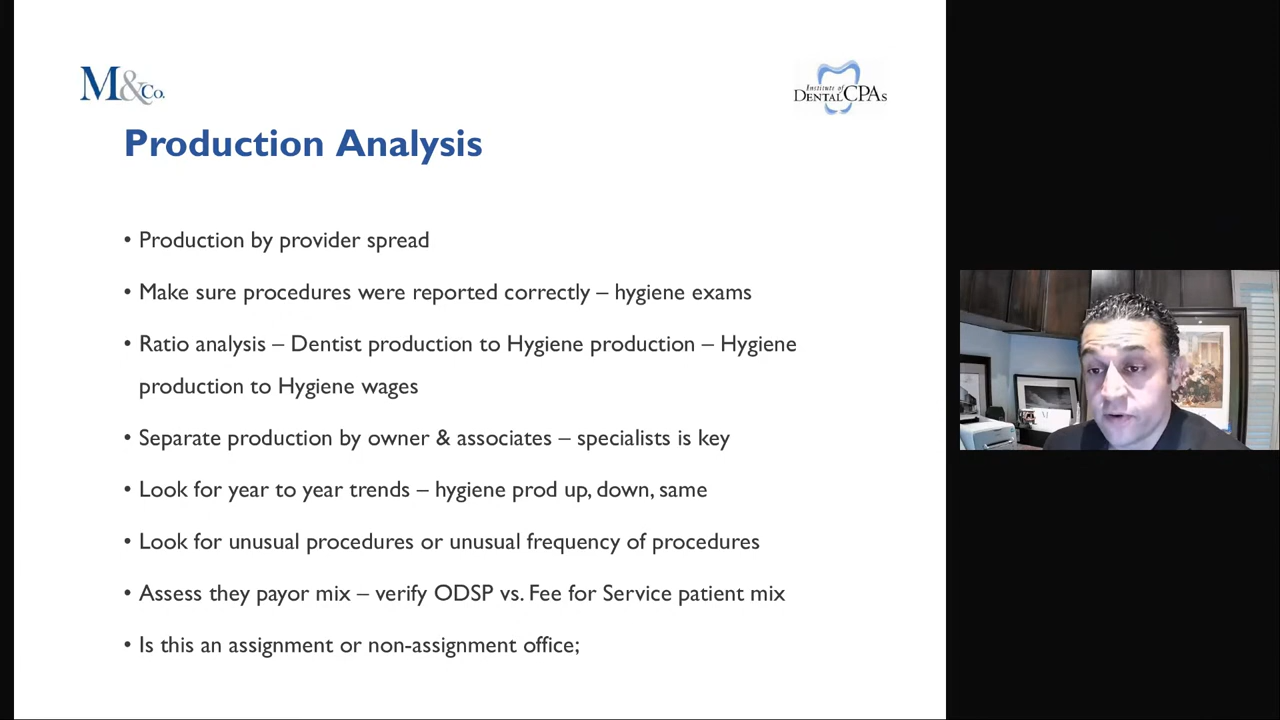 M&Co.
Institute of
DENTAL CPAs
Production Analysis
• Production by provider spread
• Make sure procedures were reported correctly – hygiene exams
• Ratio analysis – Dentist production to Hygiene production – Hygiene
production to Hygiene wages
• Separate production by owner & associates – specialists is key
• Look for year to year trends – hygiene prod up, down, same
• Look for unusual procedures or unusual frequency of procedures
• Assess they payor mix – verify ODSP vs. Fee for Service patient mix
• Is this an assignment or non-assignment office;